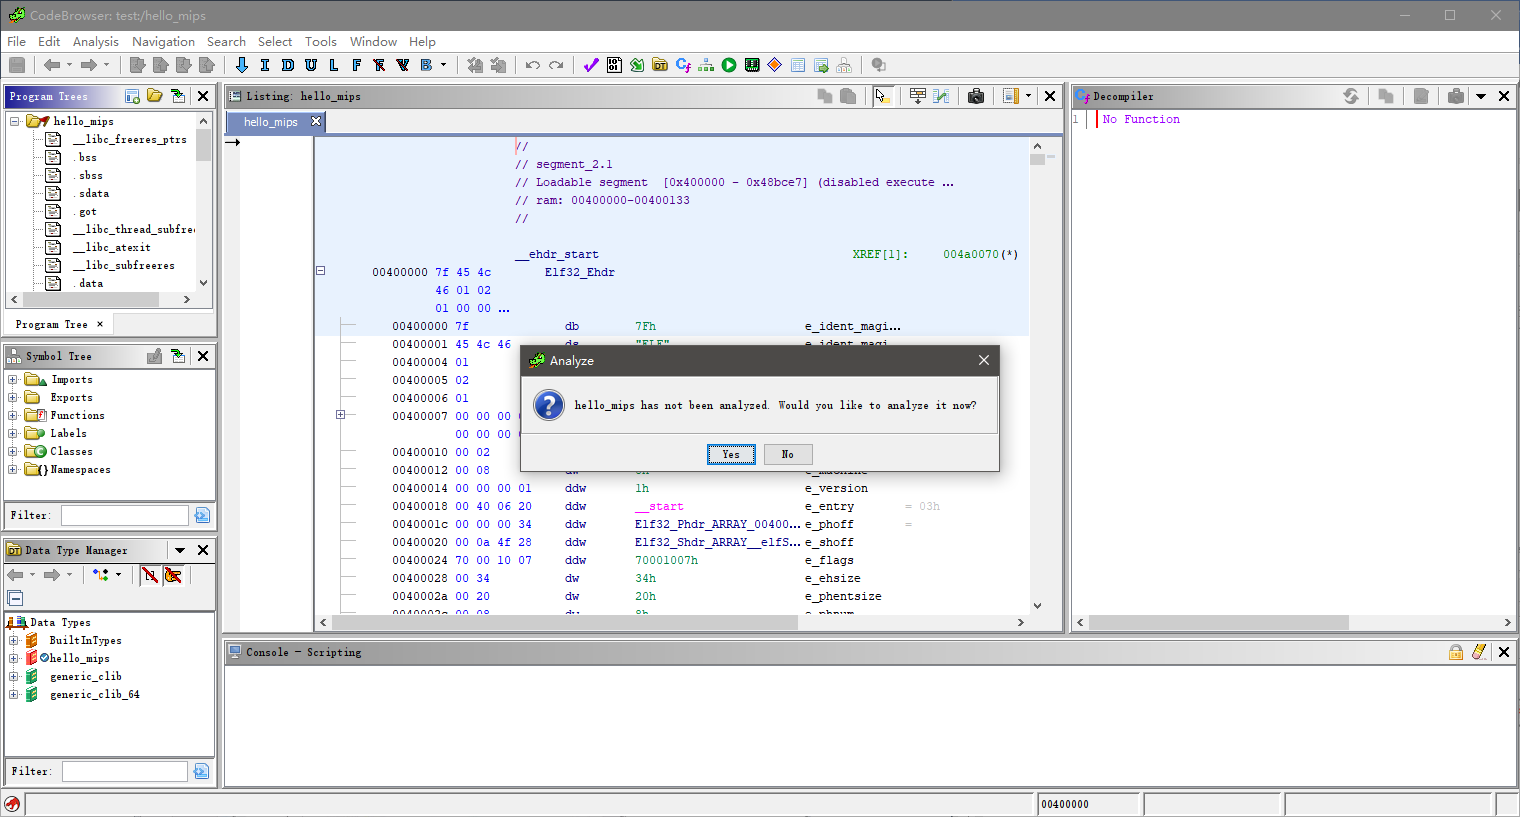 CodeBrowser: test:/hello_mips
File Edit Analysis Navigation Search Select Tools Window Help
I D U L F F V B
Program Trees
hello_mips
__libc_freeres_ptrs
.bss
.sbss
.sdata
.got
__libc_thread_subfre
__libc_atexit
__libc_subfreeres
.data
Program Tree ×
Symbol Tree
Imports
Exports
Functions
Labels
Classes
Namespaces
Filter:
Data Type Manager
Data Types
BuiltInTypes
hello_mips
generic_clib
generic_clib_64
Filter:
Listing: hello_mips
hello_mips
//
// segment_2.1
// Loadable segment [0x400000 - 0x48bce7] (disabled execute ...
// ram: 00400000-00400133
//
__ehdr_start XREF[1]: 004a0070(*)
00400000 7f 45 4c Elf32_Ehdr
46 01 02
01 00 00 ...
00400000 7f db 7Fh e_ident_magi...
00400001 45 4c 46 ds "ELF" e_ident_magi
00400004 01
00400005 02
00400006 01
00400007 00 00 00
00 00 00
00400010 00 02
00400012 00 08 dw 8h e_machine
00400014 00 00 00 01 ddw 1h e_version
00400018 00 40 06 20 ddw __start e_entry = 03h
0040001c 00 00 00 34 ddw Elf32_Phdr_ARRAY_00400... e_phoff =
00400020 00 0a 4f 28 ddw Elf32_Shdr_ARRAY__elfS... e_shoff
00400024 70 00 10 07 ddw 70001007h e_flags
00400028 00 34 dw 34h e_ehsize
0040002a 00 20 dw 20h e_phentsize
0040002c 00 08 dw 8h e_phnum
Analyze
hello_mips has not been analyzed. Would you like to analyze it now?
Yes No
Decompiler
1 No Function
Console - Scripting
00400000